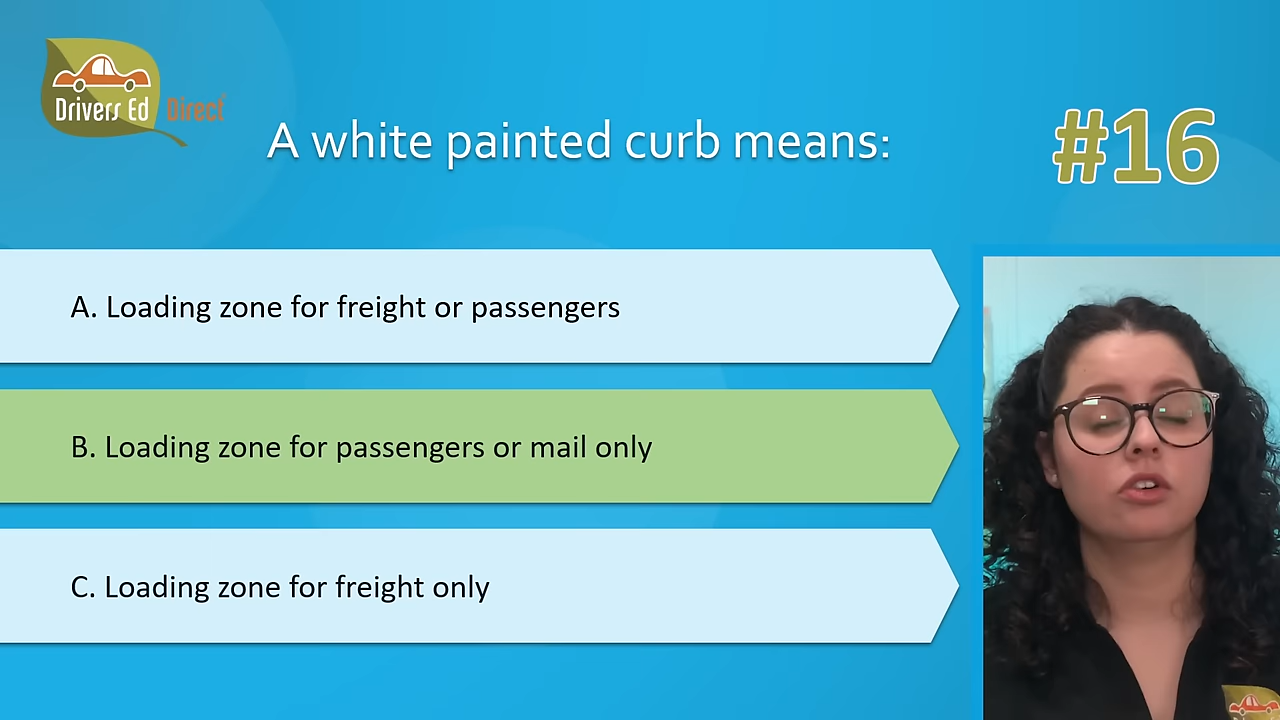 Drivers Ed Direct
A white painted curb means:
#16
A. Loading zone for freight or passengers
B. Loading zone for passengers or mail only
C. Loading zone for freight only